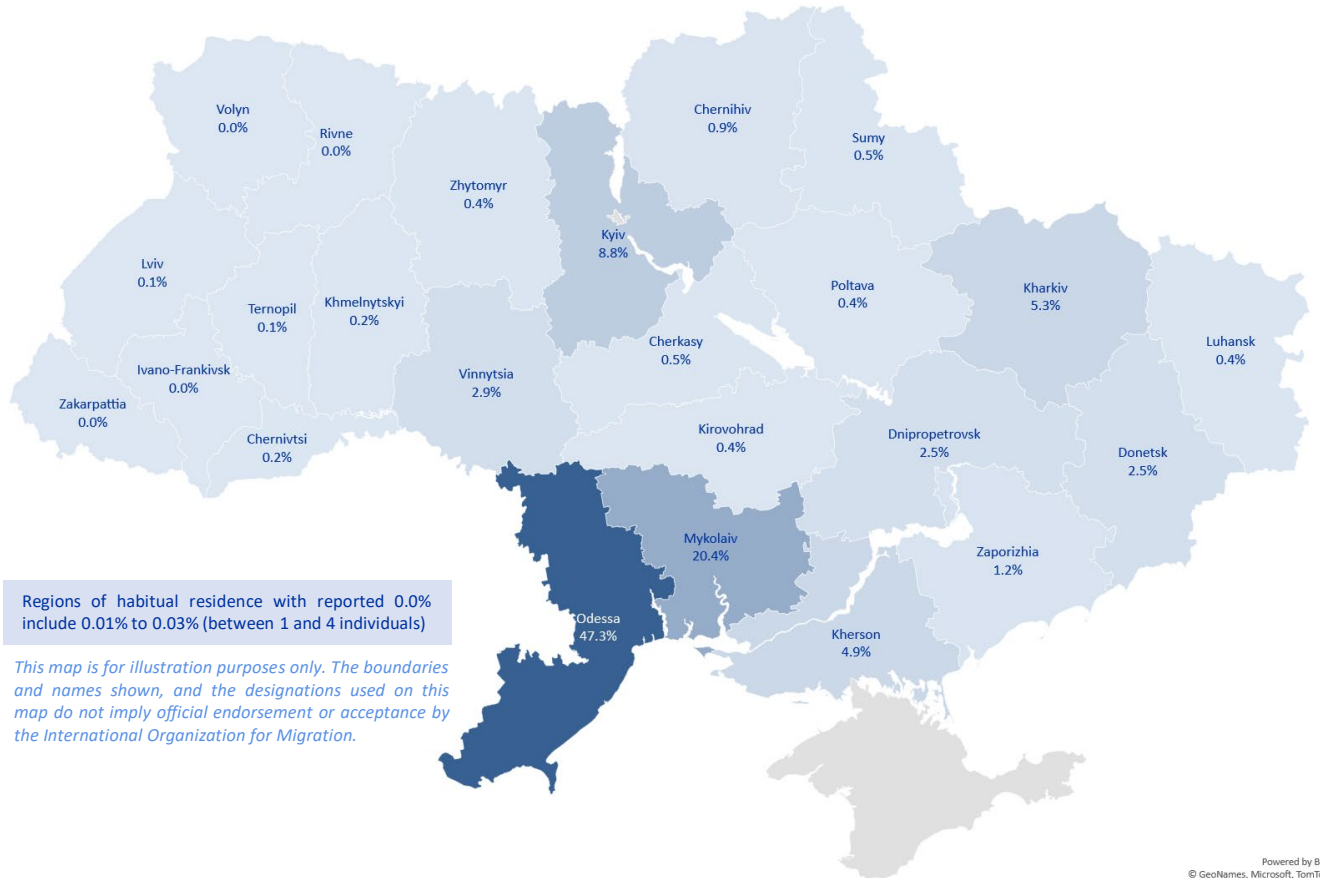 Volyn
0.0%
Rivne
0.0%
Zhytomyr
0.4%
Chernihiv
0.9%
Sumy
0.5%
Kyiv
8.8%
Lviv
0.1%
Ternopil
0.1%
Khmelnytskyi
0.2%
Poltava
0.4%
Kharkiv
5.3%
Luhansk
0.4%
Cherkasy
0.5%
Ivano-Frankivsk
0.0%
Vinnytsia
2.9%
Zakarpattia
0.0%
Chernivtsi
0.2%
Kirovohrad
0.4%
Dnipropetrovsk
2.5%
Donetsk
2.5%
Mykolaiv
20.4%
Zaporizhia
1.2%
Odessa
47.3%
Kherson
4.9%
Regions of habitual residence with reported 0.0%
include 0.01% to 0.03% (between 1 and 4 individuals)
This map is for illustration purposes only. The boundaries
and names shown, and the designations used on this
map do not imply official endorsement or acceptance by
the International Organization for Migration.
Powered by B
© GeoNames, Microsoft, TomT